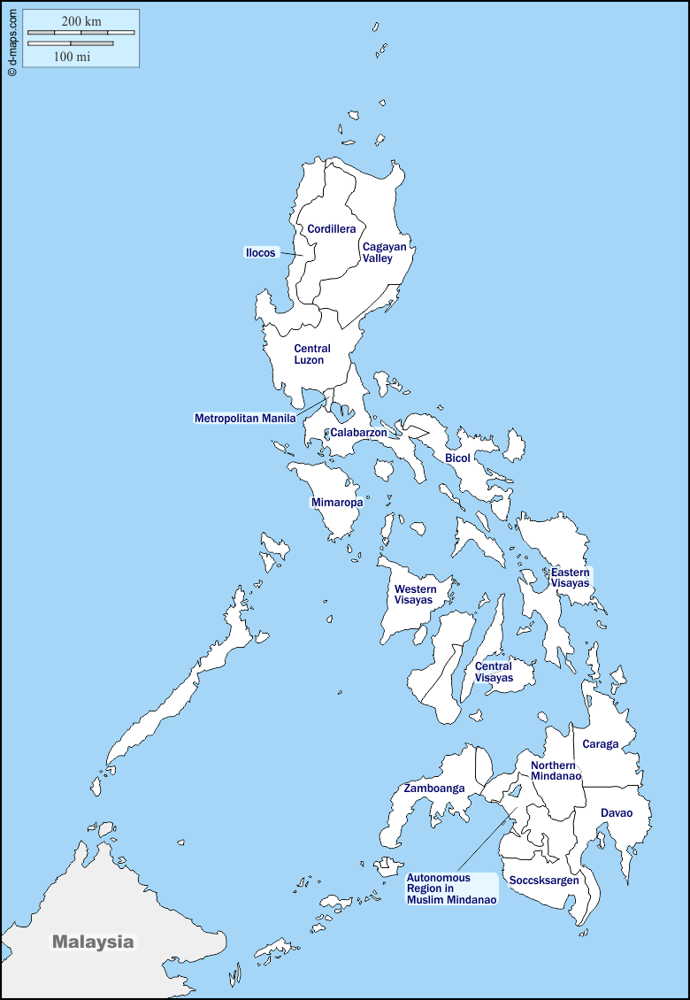 © d-maps.com
200 km
100 mi
Cordillera
Ilocos
Cagayan
Valley
Central
Luzon
Metropolitan Manila
Calabarzon
Bicol
Mimaropa
Eastern
Visayas
Western
Visayas
Central
Visayas
Caraga
Northern
Mindanao
Zamboanga
Davao
Autonomous
Region in
Muslim Mindanao
Soccsksargen
Malaysia